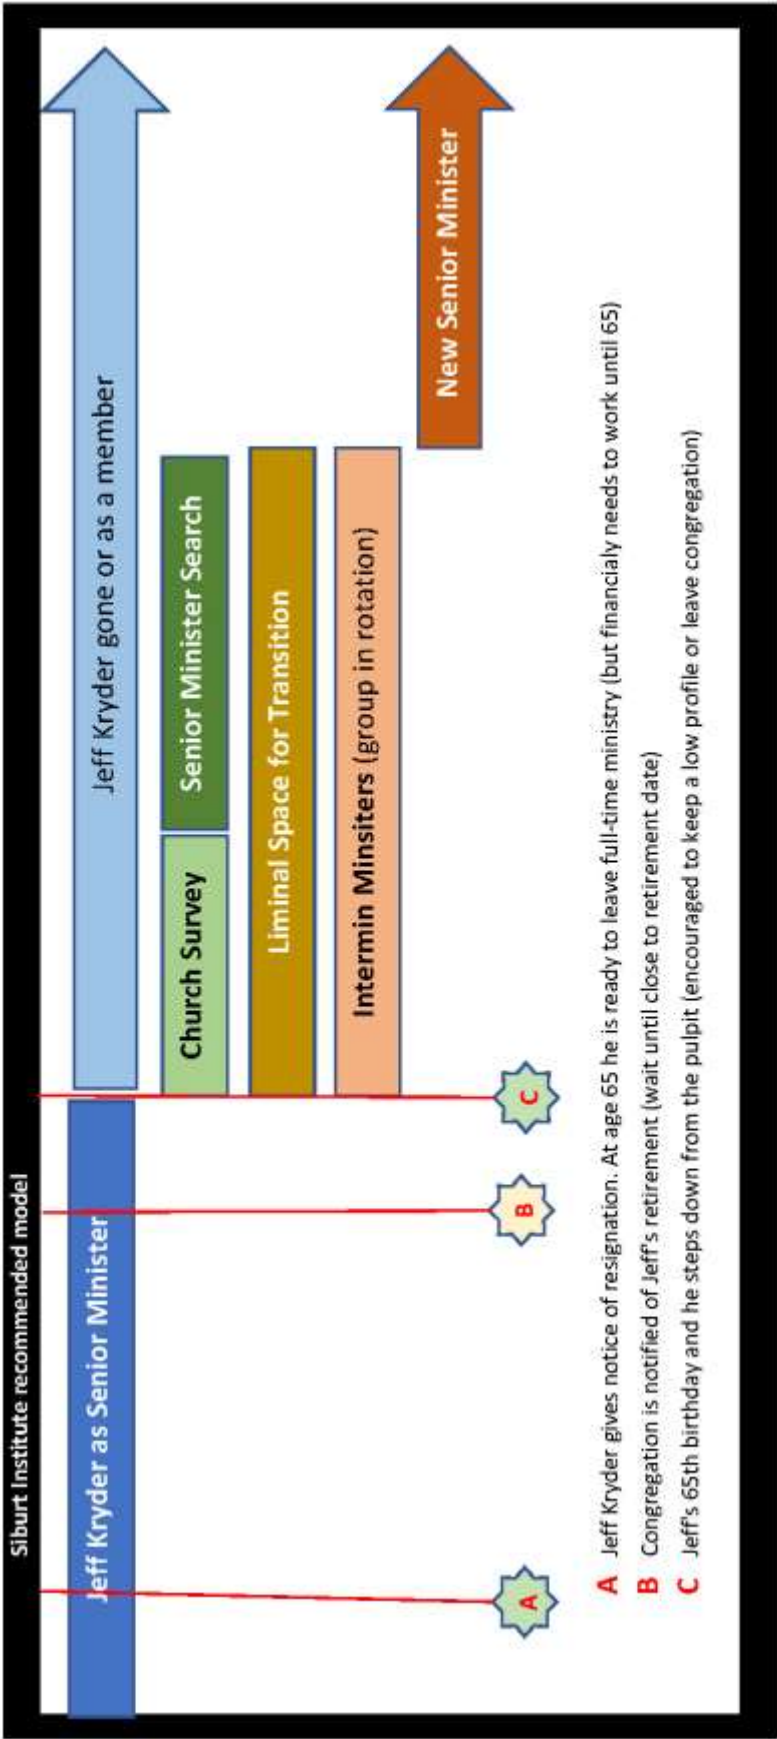 Siburt Institute recommended model
Jeff Kryder as Senior Minister
Jeff Kryder gone or as a member
Church Survey
Senior Minister Search
Liminal Space for Transition
Intermin Minsiters (group in rotation)
New Senior Minister
A
B
C
A Jeff Kryder gives notice of resignation. At age 65 he is ready to leave full-time ministry (but financialy needs to work until 65)
B Congregation is notified of Jeff's retirement (wait until close to retirement date)
C Jeff's 65th birthday and he steps down from the pulpit (encouraged to keep a low profile or leave congregation)